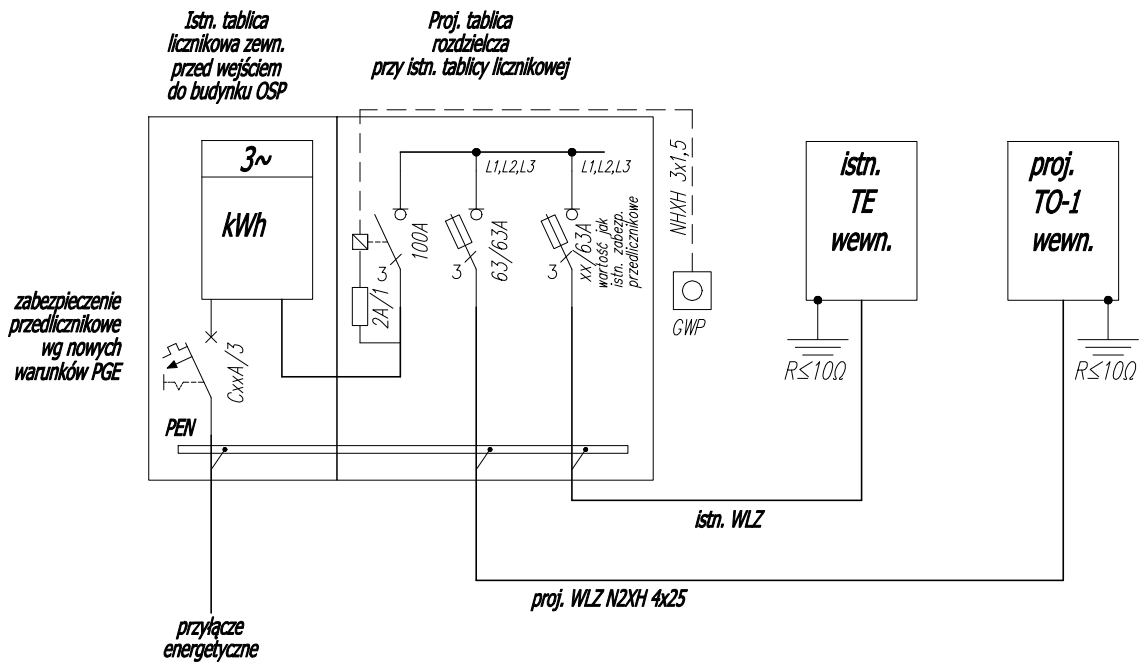 Istn. tablica
licznikowa zewn.
przed wejściem
do budynku OSP
Proj. tablica
rozdzielcza
przy istn. tablicy licznikowej
3~
kWh
L1,L2,L3
L1,L2,L3
100A
3
2A/1
63/63A
3
xx/63A
3
wartość jak
istn. zabezp.
przedlicznikowe
NHXH 3x1,5
GWP
istn.
TE
wewn.
proj.
TO-1
wewn.
R≤10Ω
R≤10Ω
zabezpieczenie
przedlicznikowe
wg nowych
warunków PGE
CxxA/3
PEN
istn. WLZ
proj. WLZ N2XH 4x25
przyłącze
energetyczne